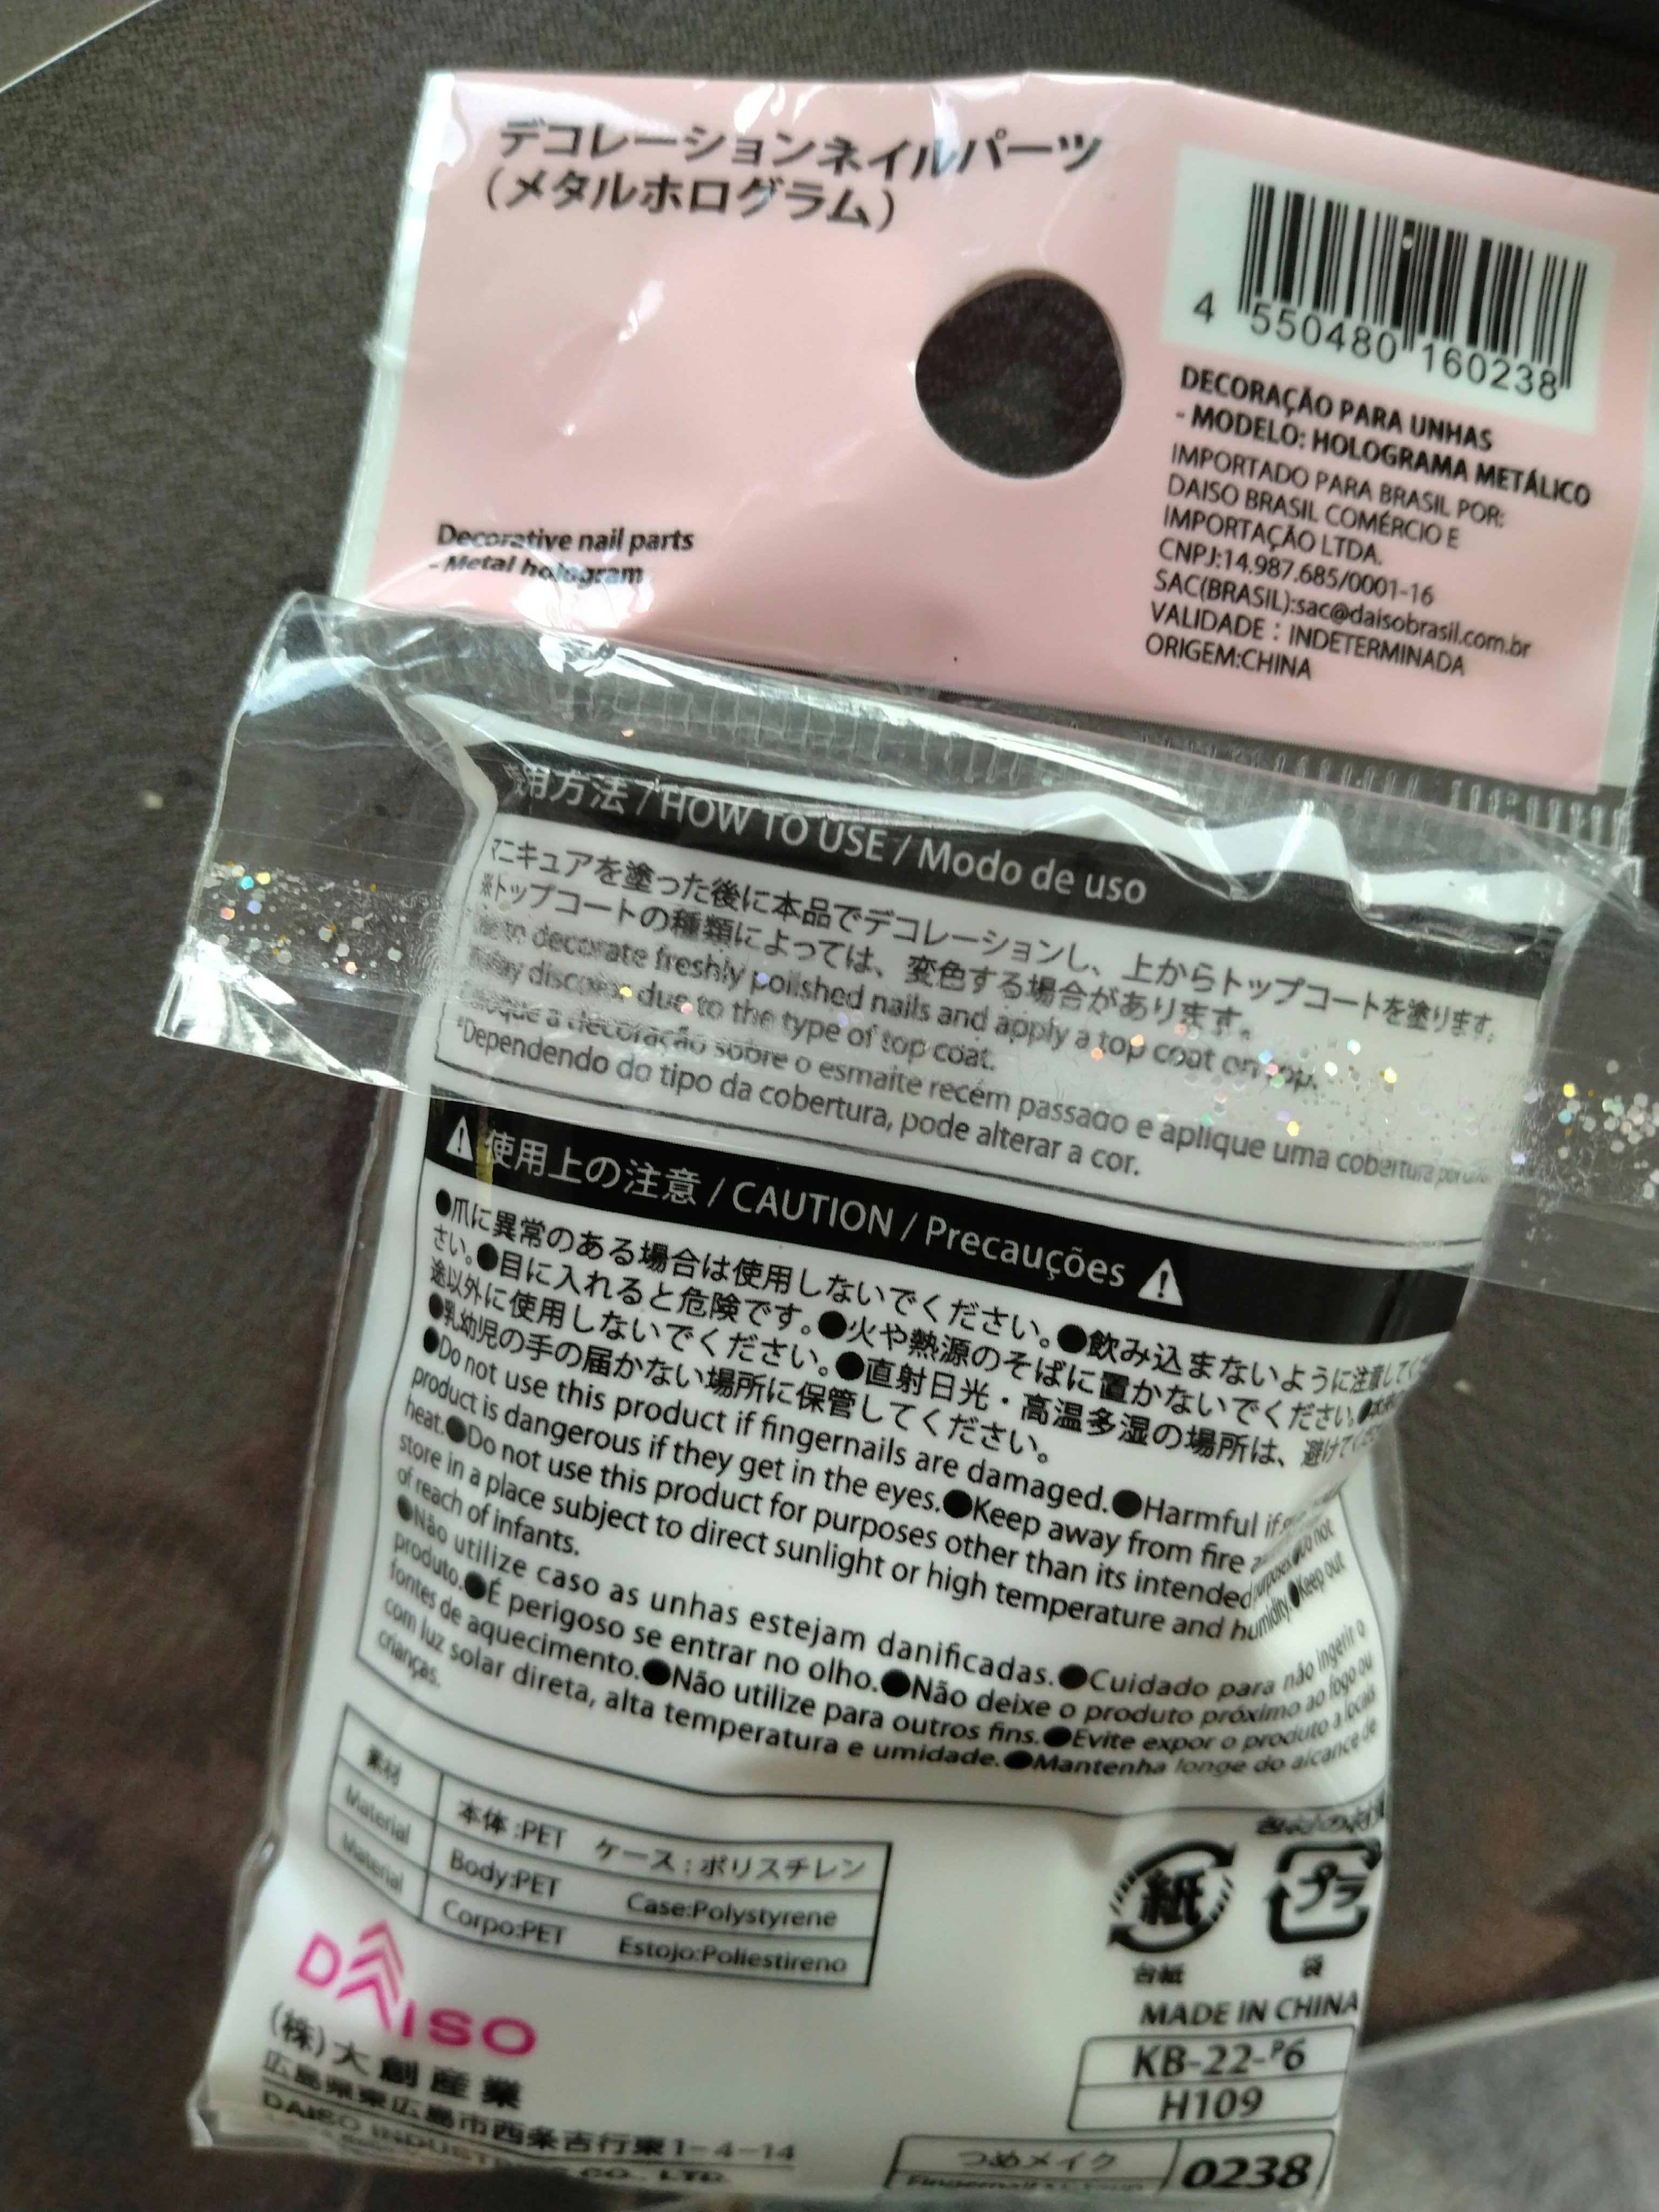 デコレーションネイルパーツ
（メタルホログラム）
4 550480 160238
DECORAÇÃO PARA UNHAS
- MODELO: HOLOGRAMA METÁLICO
IMPORTADO PARA BRASIL POR:
DAISO BRASIL COMÉRCIO E
IMPORTAÇÃO LTDA.
CNPJ:14.987.685/0001-16
SAC(BRASIL):sac@daisobrasil.com.br
VALIDADE：INDETERMINADA
ORIGEM:CHINA
Decorative nail parts
- Metal hologram
使用方法 / HOW TO USE / Modo de uso
マニキュアを塗った後に本品でデコレーションし、上からトップコートを塗ります。
※トップコートの種類によっては、変色する場合があります。
decorate freshly polished nails and apply a top coat on top.
may discolor due to the type of top coat.
a decoração sobre o esmalte recém passado e aplique uma cobertura
*Dependendo do tipo da cobertura, pode alterar a cor.
⚠ 使用上の注意 / CAUTION / Precauções ⚠
●爪に異常のある場合は使用しないでください。●飲み込まないように注意してくだ
さい。●目に入れると危険です。●火や熱源のそばに置かないでください。●本来の
途以外に使用しないでください。●直射日光・高温多湿の場所は、避けてください
●乳幼児の手の届かない場所に保管してください。
●Do not use this product if fingernails are damaged.●Harmful if
product is dangerous if they get in the eyes.●Keep away from fire
heat.●Do not use this product for purposes other than its intended purposes.●Do not
store in a place subject to direct sunlight or high temperature and humidity.●Keep out
of reach of infants.
●Não utilize caso as unhas estejam danificadas.●Cuidado para não ingerir o
produto.●É perigoso se entrar no olho.●Não deixe o produto próximo ao fogo ou
fontes de aquecimento.●Não utilize para outros fins.●Evite expor o produto a locais
com luz solar direta, alta temperatura e umidade.●Mantenha longe do alcance de
crianças.
素材 本体:PET ケース:ポリスチレン
Material Body:PET Case:Polystyrene
Material Corpo:PET Estojo:Poliestireno
紙 プラ
台紙 袋
MADE IN CHINA
KB-22-P6
H109
DAISO
(株)大創産業
広島県東広島市西条吉行東1-4-14
DAISO INDUSTRIES CO., LTD.
つめメイク 0238